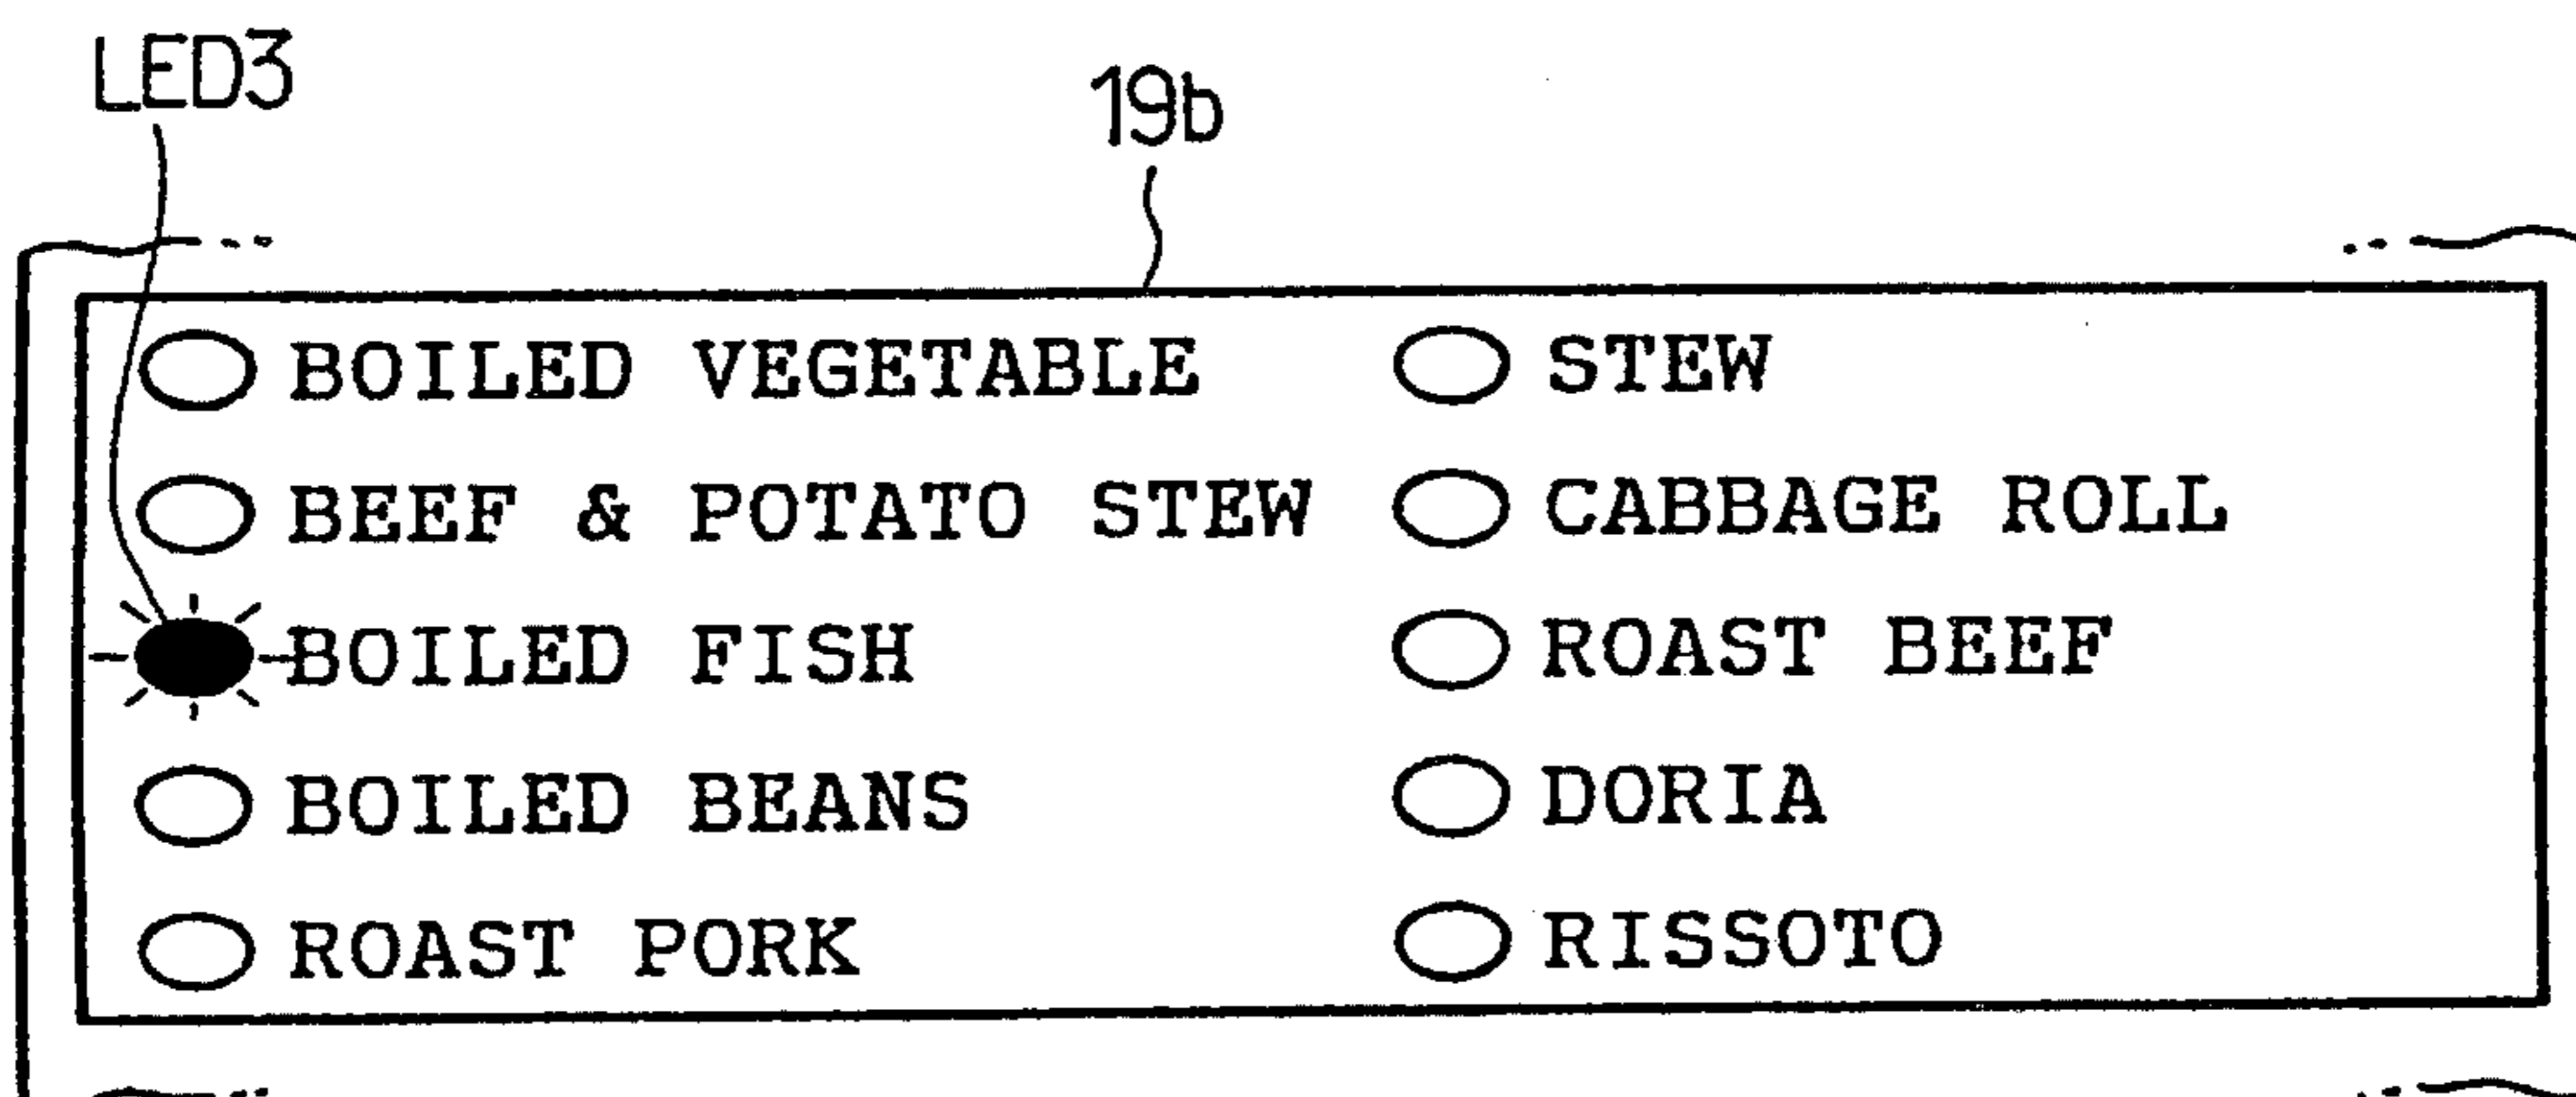 LED3
19b
BOILED VEGETABLE
BEEF & POTATO STEW
BOILED FISH
BOILED BEANS
ROAST PORK
STEW
CABBAGE ROLL
ROAST BEEF
DORIA
RISSOTO